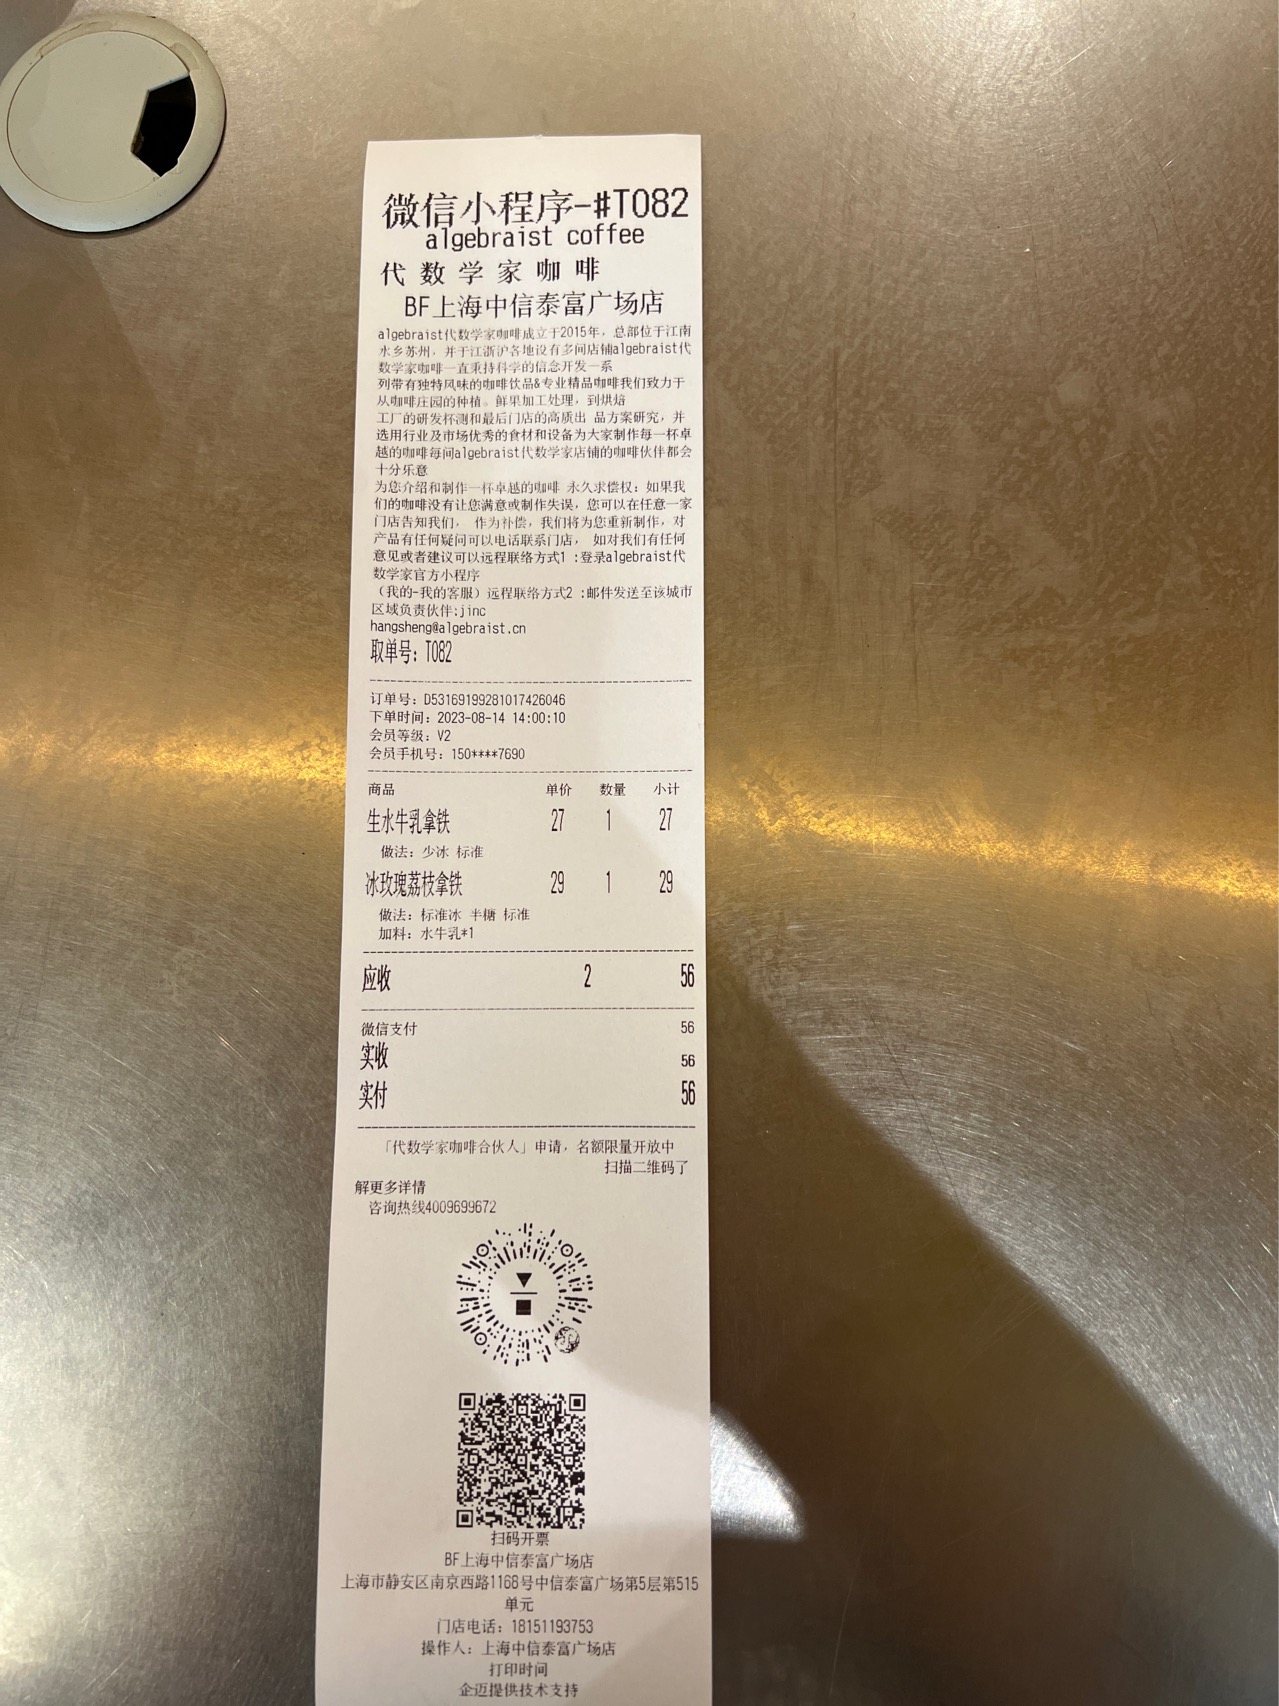 微信小程序-#T082
algebraist coffee
代数学家咖啡
BF上海中信泰富广场店
algebraist代数学家咖啡成立于2015年，总部位于江南
水乡苏州，并于江浙沪各地设有多间店铺algebraist代
数学家咖啡一直秉持科学的信念开发一系
列带有独特风味的咖啡饮品&专业精品咖啡我们致力于
从咖啡庄园的种植。鲜果加工处理，到烘焙
工厂的研发杯测和最后门店的高质出 品方案研究，并
选用行业及市场优秀的食材和设备为大家制作每一杯卓
越的咖啡每间algebraist代数学家店铺的咖啡伙伴都会
十分乐意
为您介绍和制作一杯卓越的咖啡 永久求偿权：如果我
们的咖啡没有让您满意或制作失误，您可以在任意一家
门店告知我们， 作为补偿，我们将为您重新制作，对
产品有任何疑问可以电话联系门店， 如对我们有任何
意见或者建议可以远程联络方式1 :登录algebraist代
数学家官方小程序
（我的-我的客服）远程联络方式2 :邮件发送至该城市
区域负责伙伴:jinc
hangsheng@algebraist.cn
取单号：T082
订单号：D53169199281017426046
下单时间：2023-08-14 14:00:10
会员等级：V2
会员手机号：150****7690
商品 单价 数量 小计
生水牛乳拿铁 27 1 27
做法：少冰 标准
冰玫瑰荔枝拿铁 29 1 29
做法：标准冰 半糖 标准
加料：水牛乳*1
应收 2 56
微信支付 56
实收 56
实付 56
「代数学家咖啡合伙人」申请，名额限量开放中
扫描二维码了
解更多详情
咨询热线4009699672
扫码开票
BF上海中信泰富广场店
上海市静安区南京西路1168号中信泰富广场第5层第515
单元
门店电话：18151193753
操作人：上海中信泰富广场店
打印时间
企迈提供技术支持